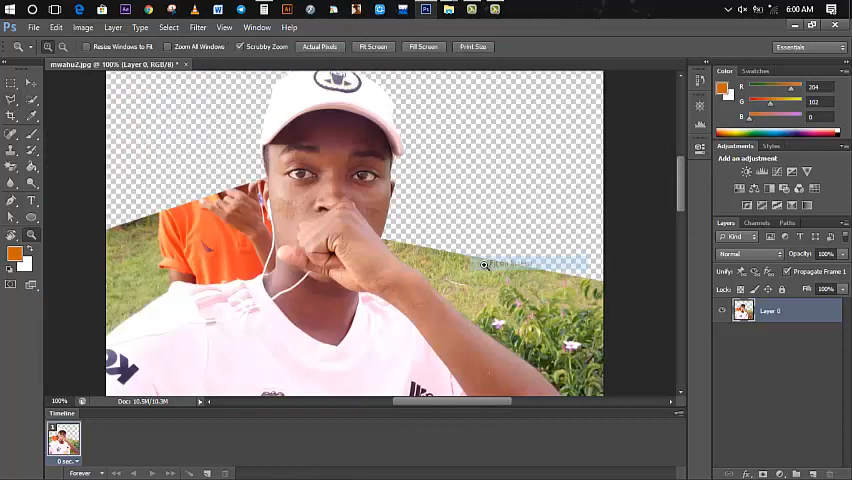 6:00 AM
Ps File Edit Image Layer Type Select Filter View Window Help
Resize Windows to Fit Zoom All Windows Scrubby Zoom Actual Pixels Fit Screen Fill Screen Print Size Essentials
mwahu2.jpg @ 100% (Layer 0, RGB/8) *
Color Swatches
R 204
G 102
B 0
Adjustments Styles
Add an adjustment
Layers Channels Paths
Kind
Normal Opacity: 100%
Unify: Propagate Frame 1
Lock: Fill: 100%
Layer 0
Fit on Screen
100% Doc: 10.5M/10.3M
Timeline
1
0 sec.
Forever